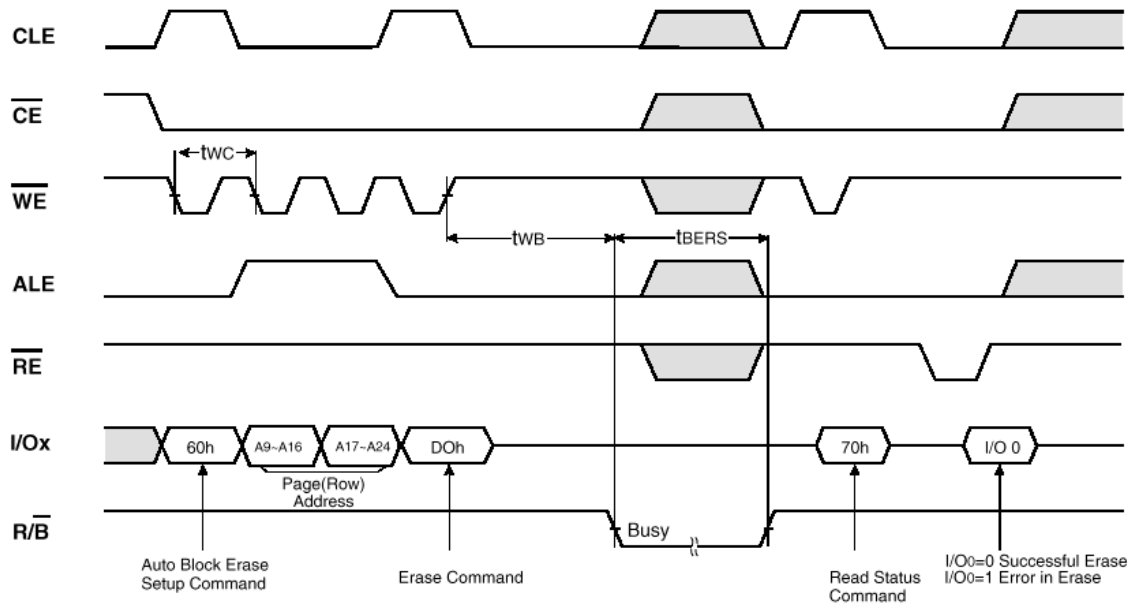 CLE
CE
tWC
WE
tWB
tBERS
ALE
RE
I/Ox
60h
A9~A16
A17~A24
DOh
70h
I/O 0
Page(Row)
Address
R/B
Busy
Auto Block Erase
Setup Command
Erase Command
Read Status
Command
I/O0=0 Successful Erase
I/O0=1 Error in Erase